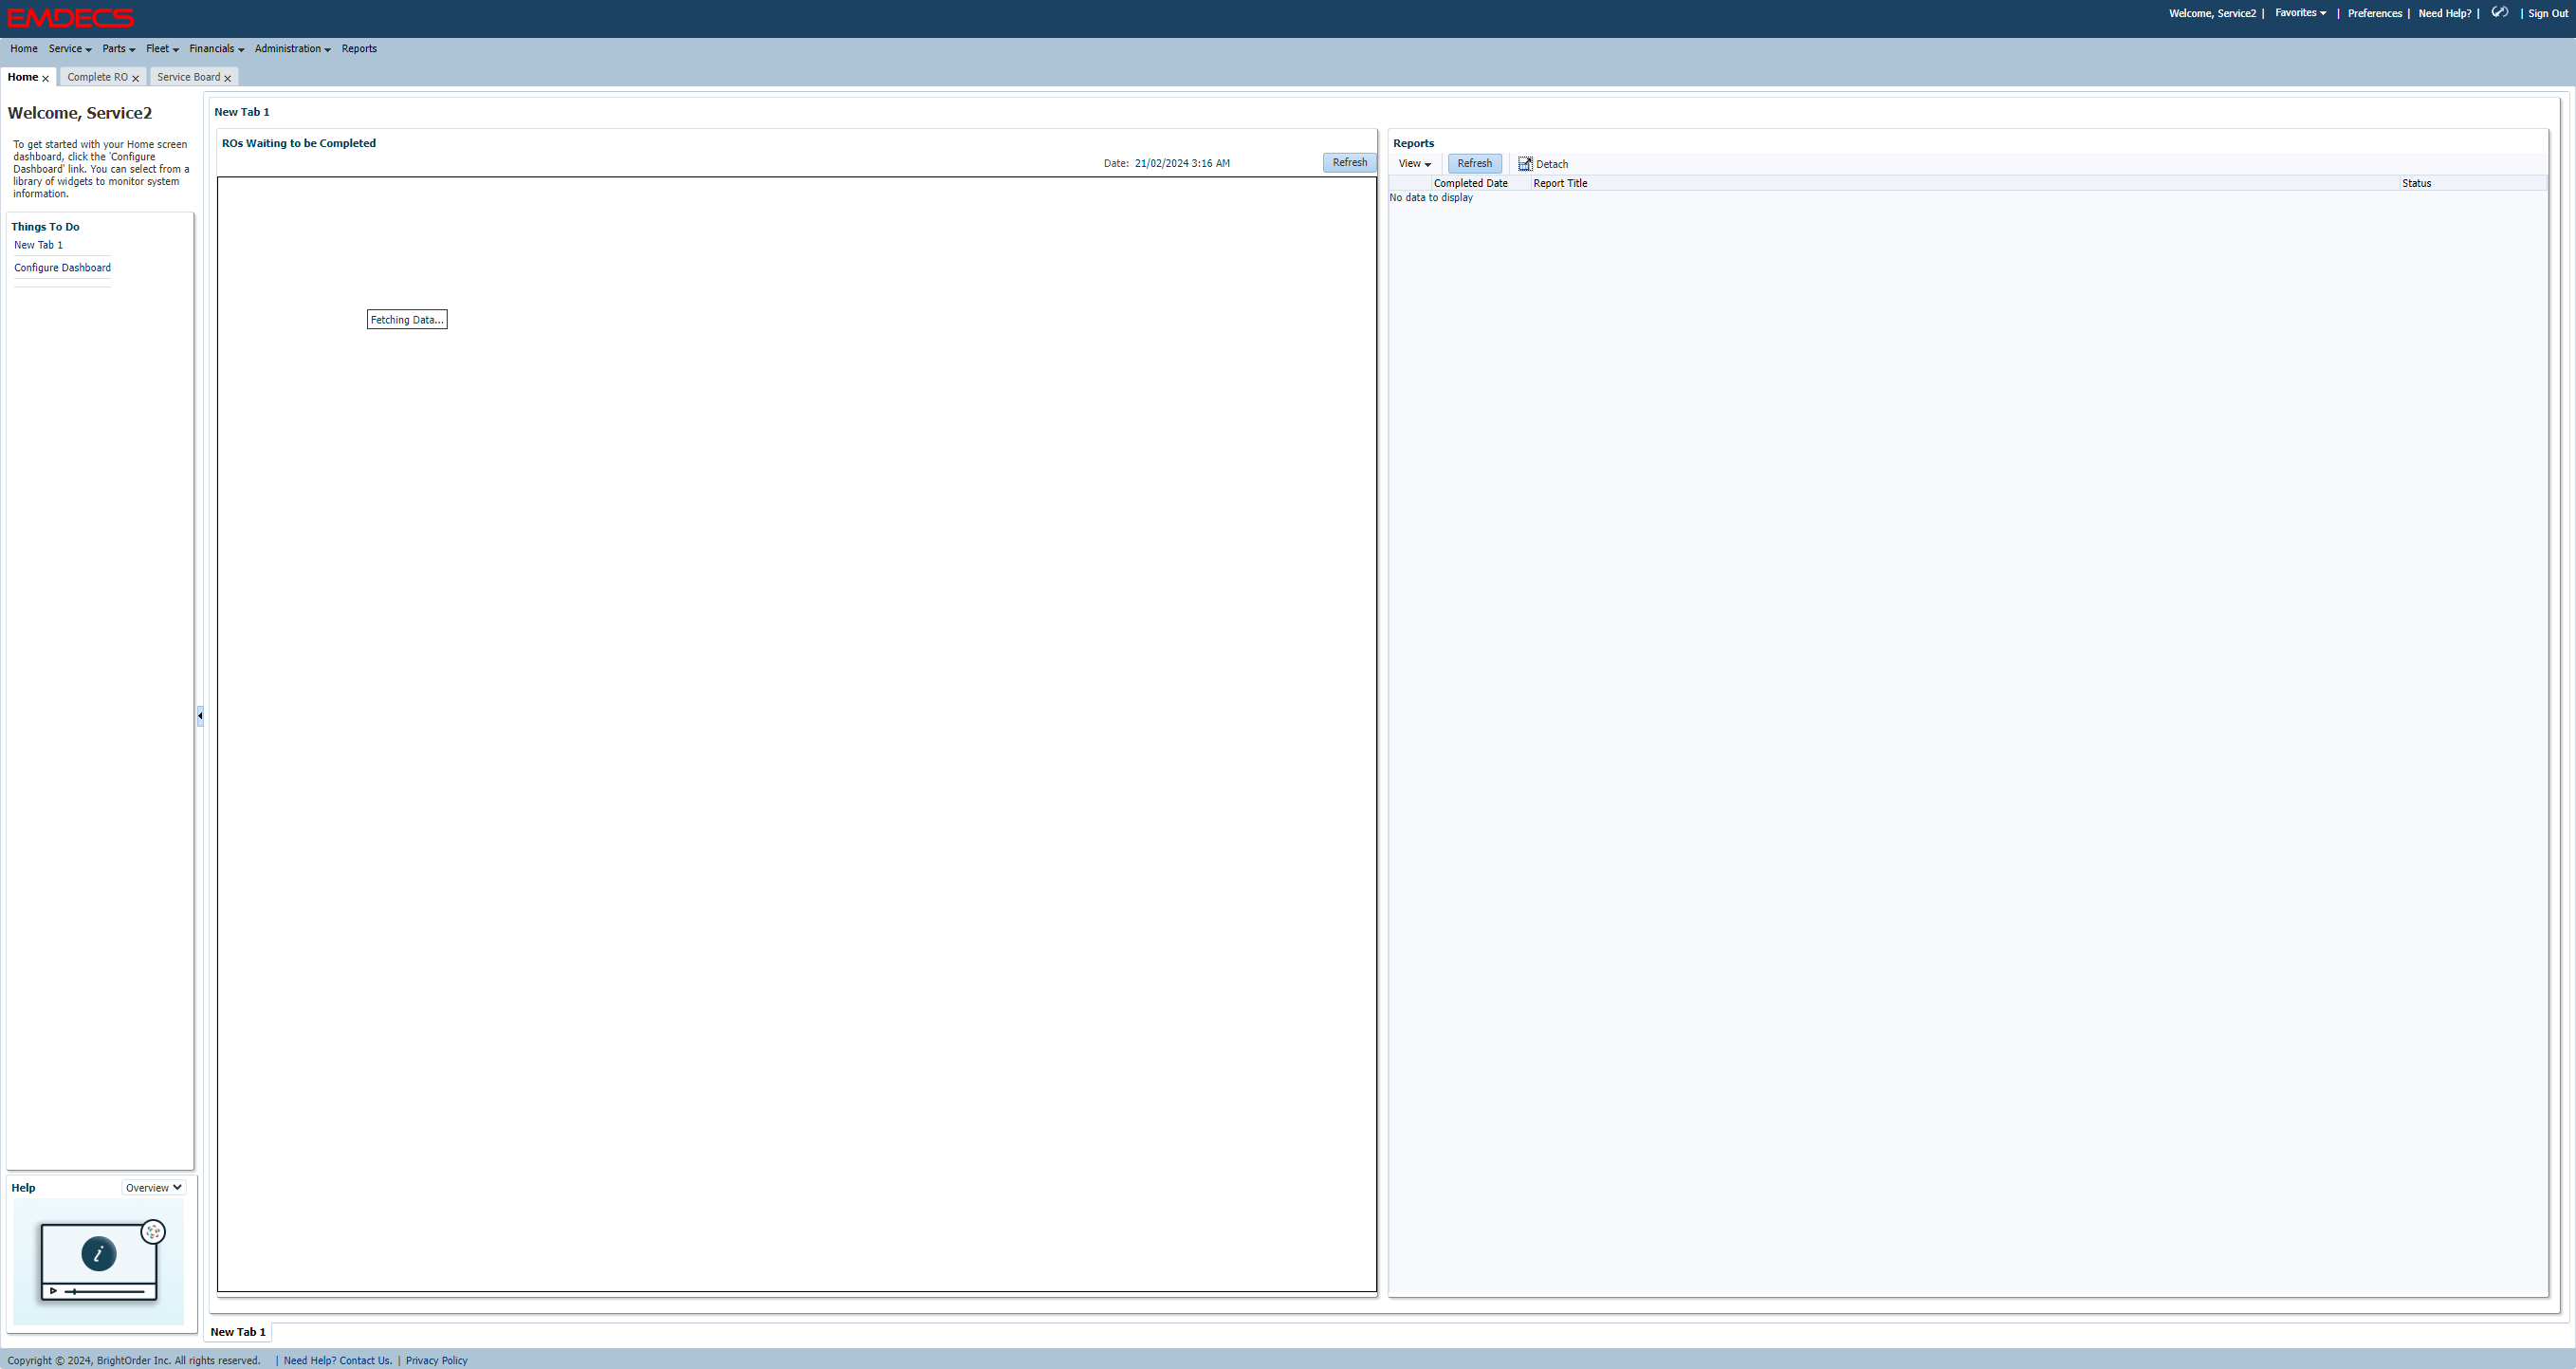 EMDECS
Welcome, Service2 | Favorites | Preferences | Need Help? | | Sign Out
Home Service Parts Fleet Financials Administration Reports
Home Complete RO Service Board
Welcome, Service2
To get started with your Home screen
dashboard, click the 'Configure
Dashboard' link. You can select from a
library of widgets to monitor system
information.
Things To Do
New Tab 1
Configure Dashboard
Help Overview
i
New Tab 1
ROs Waiting to be Completed
Date: 21/02/2024 3:16 AM Refresh
Fetching Data...
Reports
View Refresh Detach
Completed Date Report Title Status
No data to display
New Tab 1
Copyright © 2024, BrightOrder Inc. All rights reserved. | Need Help? Contact Us. | Privacy Policy